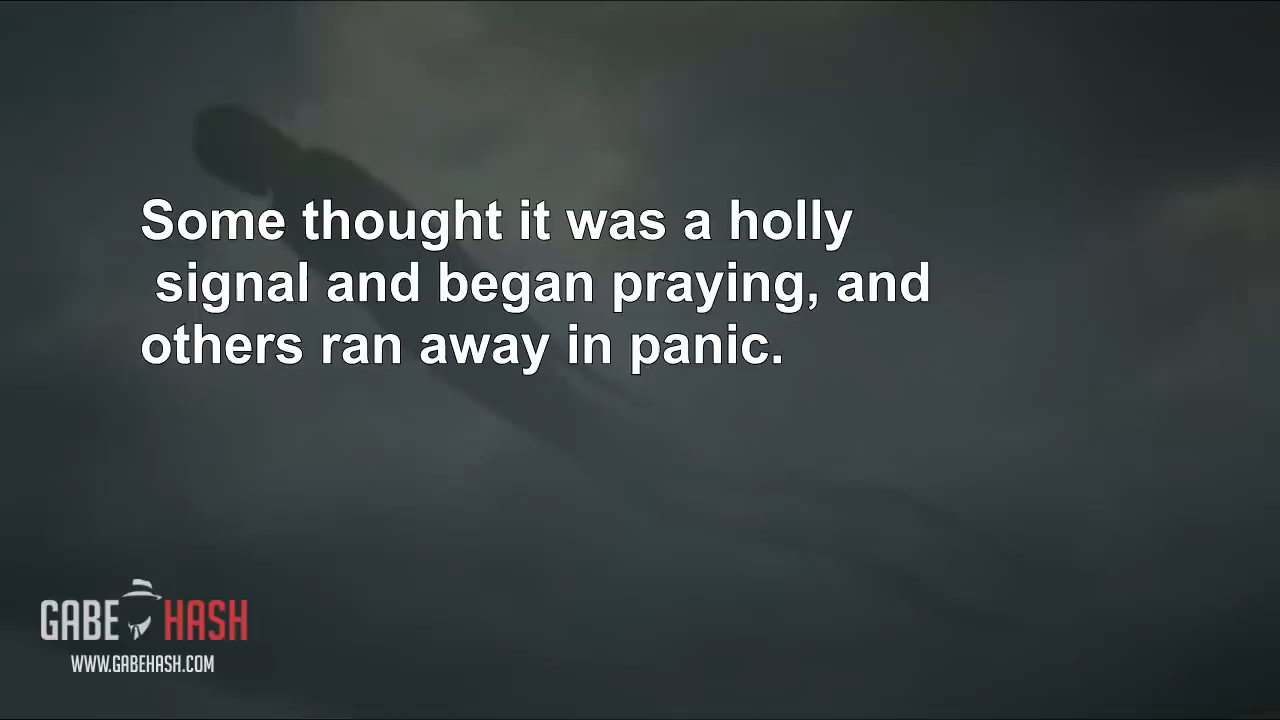 Some thought it was a holly
signal and began praying, and
others ran away in panic.
GABE HASH
WWW.GABEHASH.COM